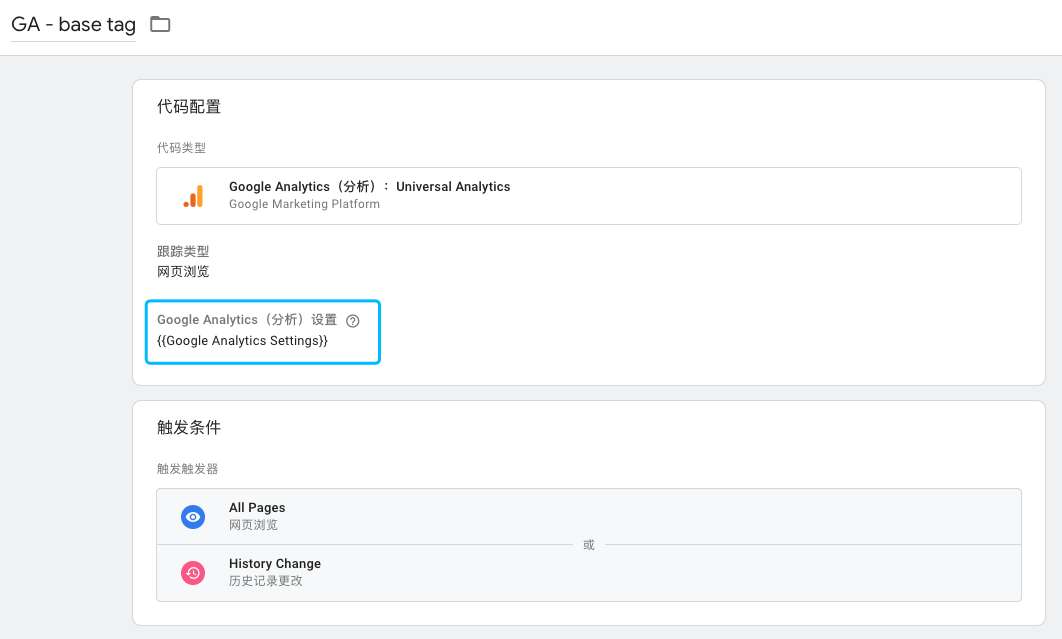 GA - base tag
代码配置
代码类型
Google Analytics（分析）：Universal Analytics
Google Marketing Platform
跟踪类型
网页浏览
Google Analytics（分析）设置
{{Google Analytics Settings}}
触发条件
触发触发器
All Pages
网页浏览
或
History Change
历史记录更改